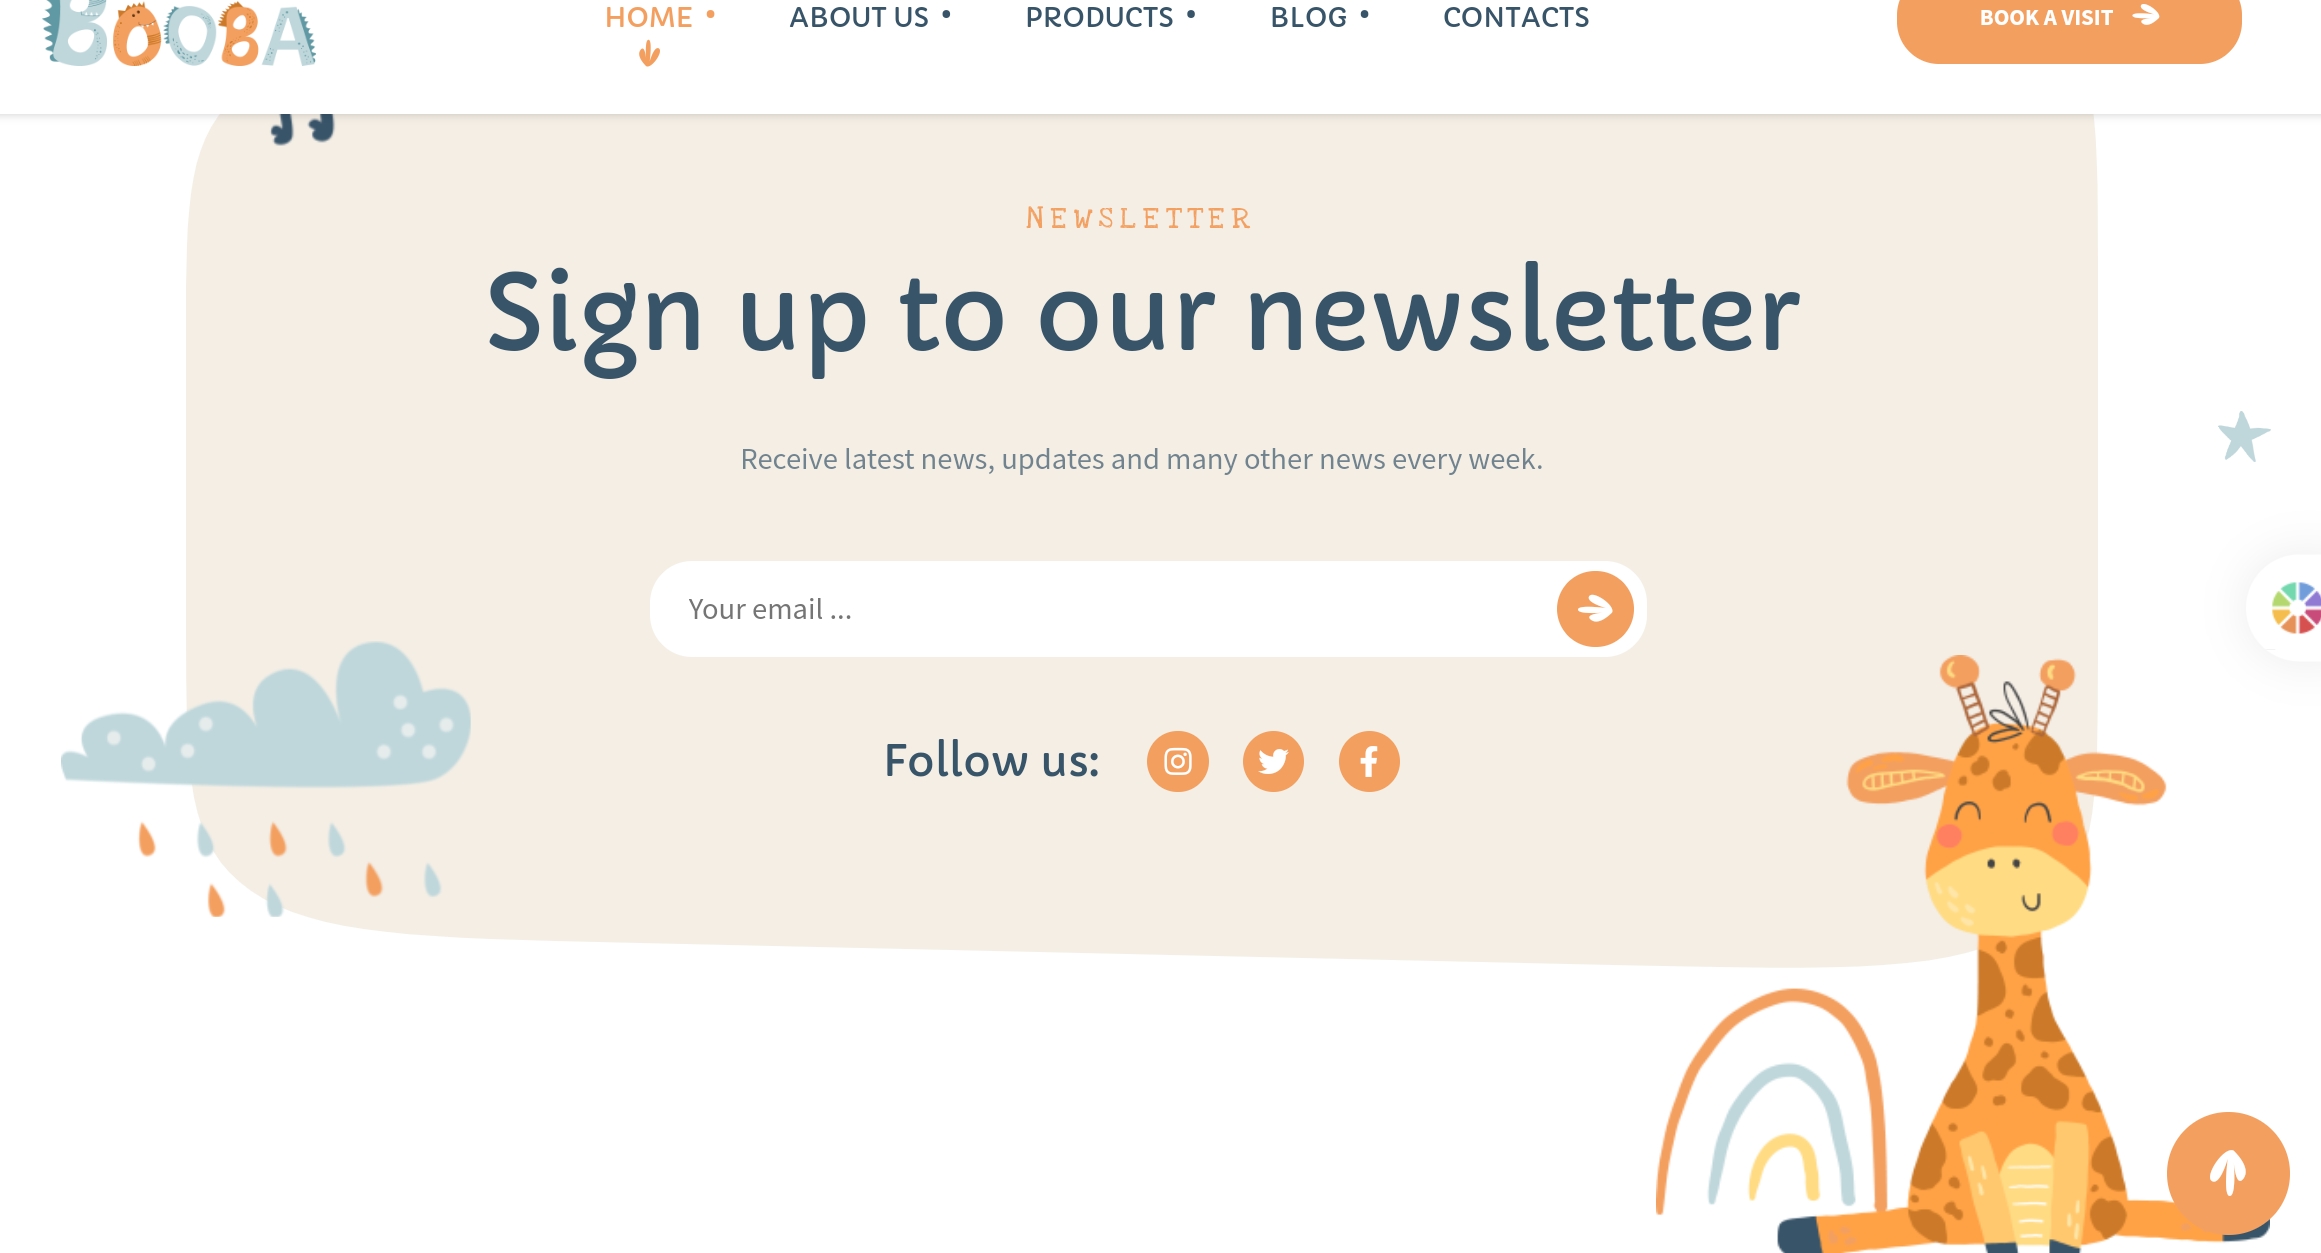 BOOBA
HOME • ABOUT US • PRODUCTS • BLOG • CONTACTS
BOOK A VISIT
NEWSLETTER
Sign up to our newsletter
Receive latest news, updates and many other news every week.
Your email ...
Follow us: